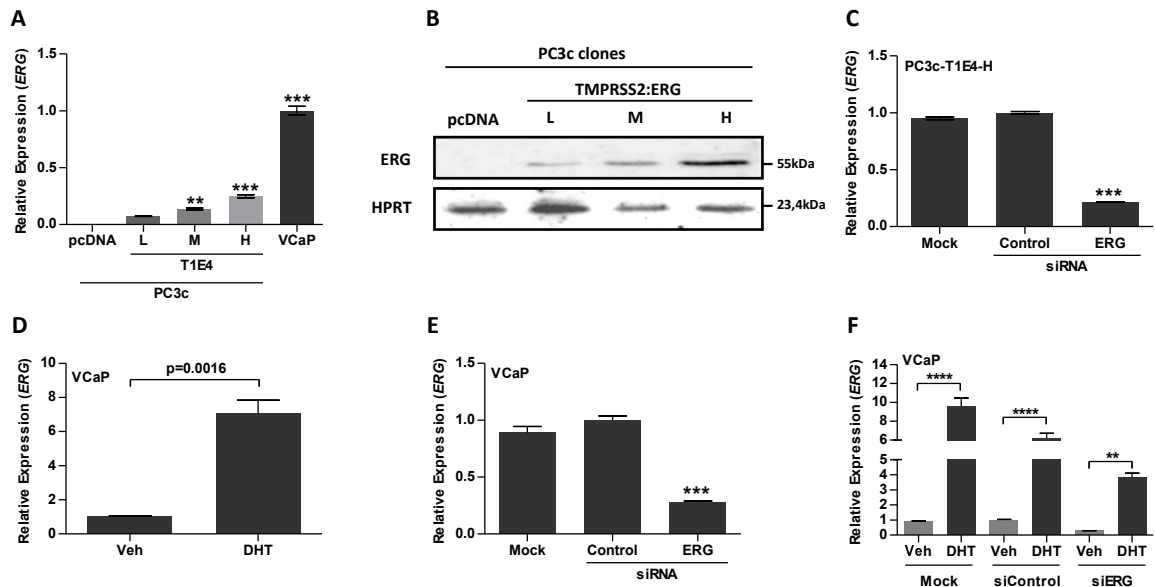 A
Relative Expression (ERG)
1.5
1.0
0.5
0.0
**
***
***
pcDNA L M H VCaP
T1E4
PC3c
B
PC3c clones
TMPRSS2:ERG
pcDNA L M H
ERG
55kDa
HPRT
23,4kDa
C
PC3c-T1E4-H
Relative Expression (ERG)
1.5
1.0
0.5
0.0
***
Mock Control ERG
siRNA
D
VCaP
p=0.0016
Relative Expression (ERG)
10
8
6
4
2
0
Veh DHT
E
VCaP
Relative Expression (ERG)
1.5
1.0
0.5
0.0
***
Mock Control ERG
siRNA
F
VCaP
Relative Expression (ERG)
14
12
10
8
6
5
4
3
2
1
0
****
****
**
Veh DHT Veh DHT Veh DHT
Mock siControl siERG